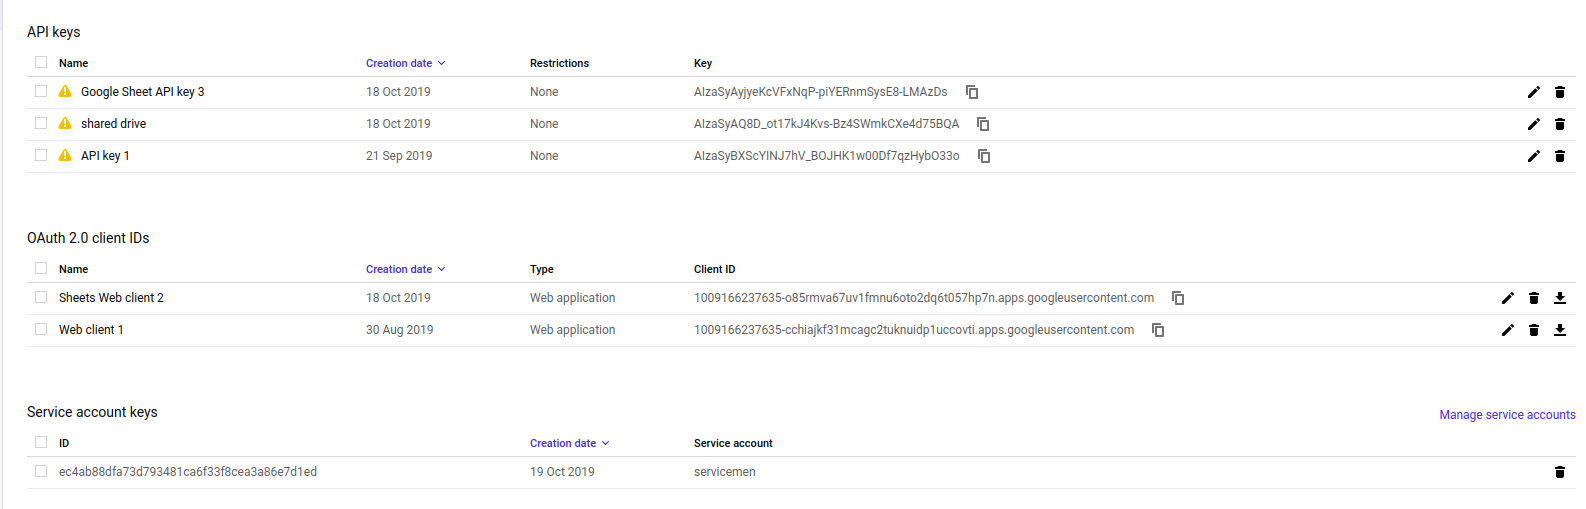 API keys
Name Creation date Restrictions Key
Google Sheet API key 3 18 Oct 2019 None AIzaSyAyjyeKcVFxNqP-piYERnmSysE8-LMAzDs
shared drive 18 Oct 2019 None AIzaSyAQ8D_ot17kJ4Kvs-Bz4SWmkCXe4d75BQA
API key 1 21 Sep 2019 None AIzaSyBXScYINJ7hV_BOJHK1w00Df7qzHybO33o
OAuth 2.0 client IDs
Name Creation date Type Client ID
Sheets Web client 2 18 Oct 2019 Web application 1009166237635-o85rmva67uv1fmnu6oto2dq6t057hp7n.apps.googleusercontent.com
Web client 1 30 Aug 2019 Web application 1009166237635-cchiajkf31mcagc2tuknuidp1uccovti.apps.googleusercontent.com
Service account keys Manage service accounts
ID Creation date Service account
ec4ab88dfa73d793481ca6f33f8cea3a86e7d1ed 19 Oct 2019 servicemen